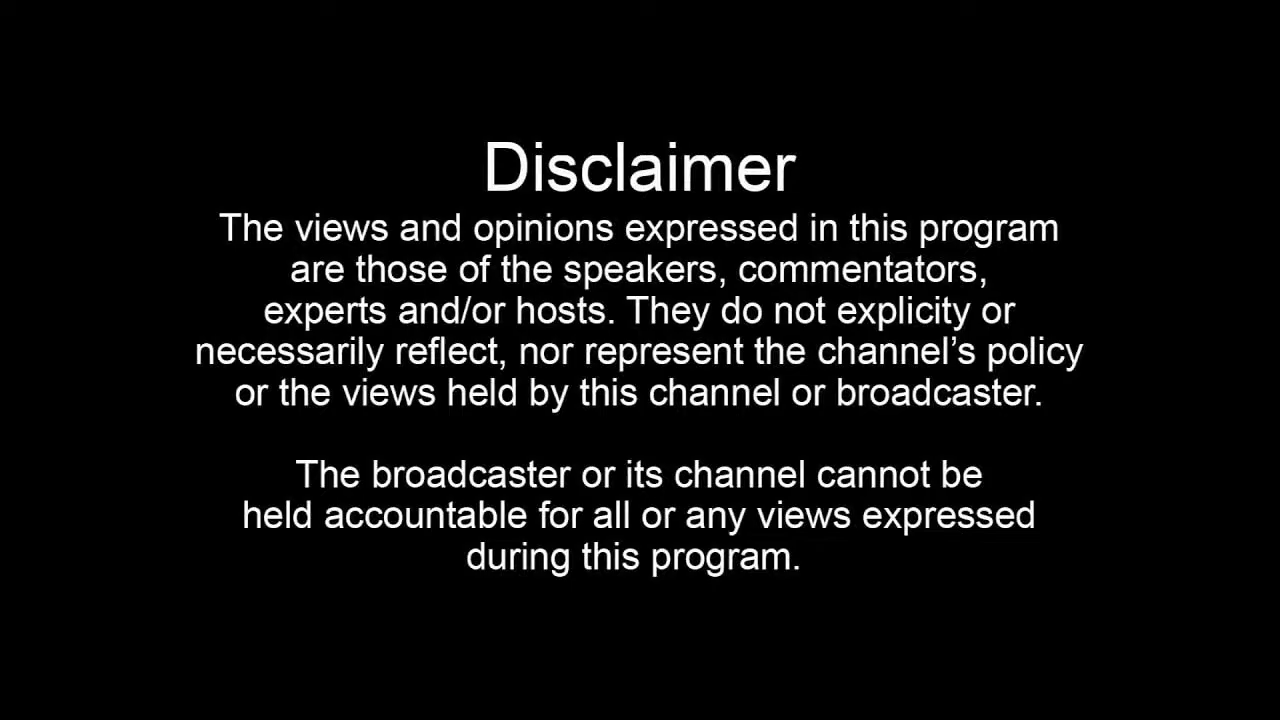 Disclaimer
The views and opinions expressed in this program
are those of the speakers, commentators,
experts and/or hosts. They do not explicity or
necessarily reflect, nor represent the channel’s policy
or the views held by this channel or broadcaster.
The broadcaster or its channel cannot be
held accountable for all or any views expressed
during this program.